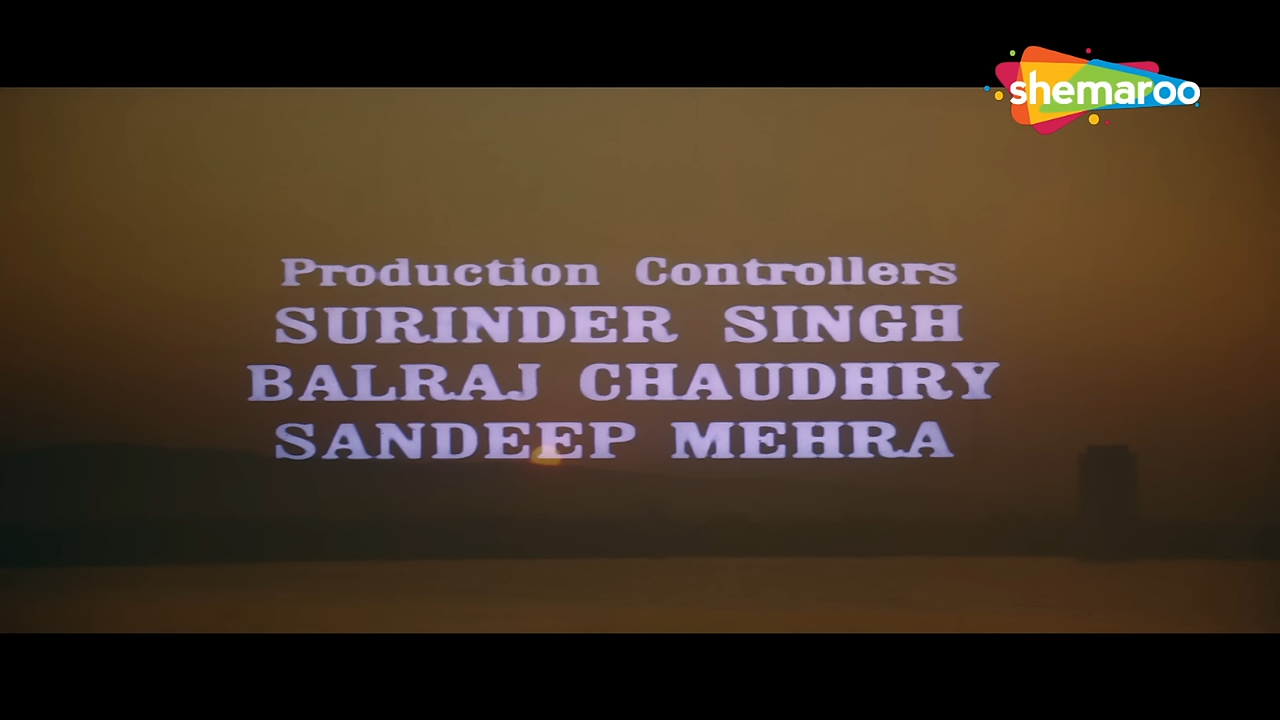 shemaroo
Production Controllers
SURINDER SINGH
BALRAJ CHAUDHRY
SANDEEP MEHRA